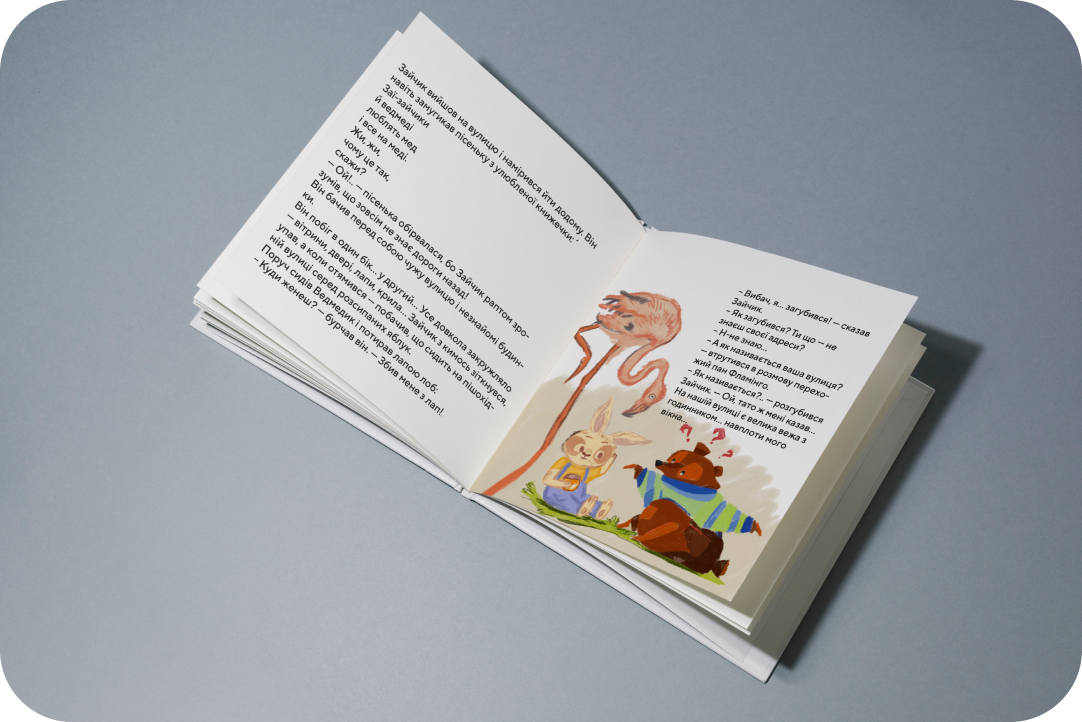 Зайчик вийшов на вулицю і намірився йти додому. Він
навіть замугикав пісеньку з улюбленої книжечки: -
Заї-зайчики
й ведмеді
люблять мед
і все на меді.
Жи, жи,
чому це так,
скажи?
– Ой!.. — пісенька обірвалася, бо Зайчик раптом зро-
зумів, що зовсім не знає дороги назад!
Він бачив перед собою чужу вулицю і незнайомі будин-
ки.
Він побіг в один бік... у другий... Усе довкола закружляло
— вітрини, двері, лапи, крила... Зайчик з кимось зіткнувся,
упав, а коли отямився — побачив, що сидить на пішохід-
ній вулиці серед розсипаних яблук.
Поруч сидів Ведмедик і потирав лапою лоб.
– Куди женеш? — бурчав він. — Збив мене з лап!
– Вибач, я... загубився! — сказав
Зайчик.
– Як загубився? Ти що — не
знаєш своєї адреси?
– Н-не знаю...
– А як називається ваша вулиця?
— втрутився в розмову перехо-
жий пан Фламінго.
– Як називається?.. — розгубився
Зайчик. — Ой, тато ж мені казав...
На нашій вулиці є велика вежа з
годинником... навплоти мого
вікна...
? ? ?